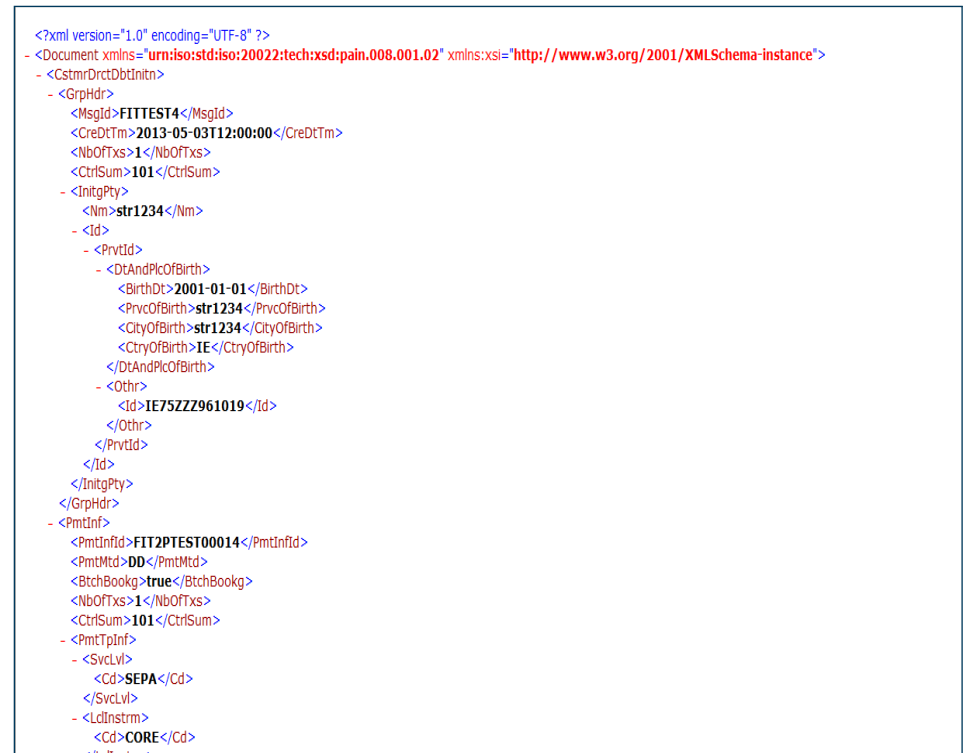 <?xml version="1.0" encoding="UTF-8" ?>
- <Document xmlns="urn:iso:std:iso:20022:tech:xsd:pain.008.001.02" xmlns:xsi="http://www.w3.org/2001/XMLSchema-instance">
- <CstmrDrctDbtInitn>
- <GrpHdr>
<MsgId>FITTEST4</MsgId>
<CreDtTm>2013-05-03T12:00:00</CreDtTm>
<NbOfTxs>1</NbOfTxs>
<CtrlSum>101</CtrlSum>
- <InitgPty>
<Nm>str1234</Nm>
- <Id>
- <PrvtId>
- <DtAndPlcOfBirth>
<BirthDt>2001-01-01</BirthDt>
<PrvcOfBirth>str1234</PrvcOfBirth>
<CityOfBirth>str1234</CityOfBirth>
<CtryOfBirth>IE</CtryOfBirth>
</DtAndPlcOfBirth>
- <Othr>
<Id>IE75ZZZ961019</Id>
</Othr>
</PrvtId>
</Id>
</InitgPty>
</GrpHdr>
- <PmtInf>
<PmtInfId>FIT2PTEST00014</PmtInfId>
<PmtMtd>DD</PmtMtd>
<BtchBookg>true</BtchBookg>
<NbOfTxs>1</NbOfTxs>
<CtrlSum>101</CtrlSum>
- <PmtTpInf>
- <SvcLvl>
<Cd>SEPA</Cd>
</SvcLvl>
- <LclInstrm>
<Cd>CORE</Cd>